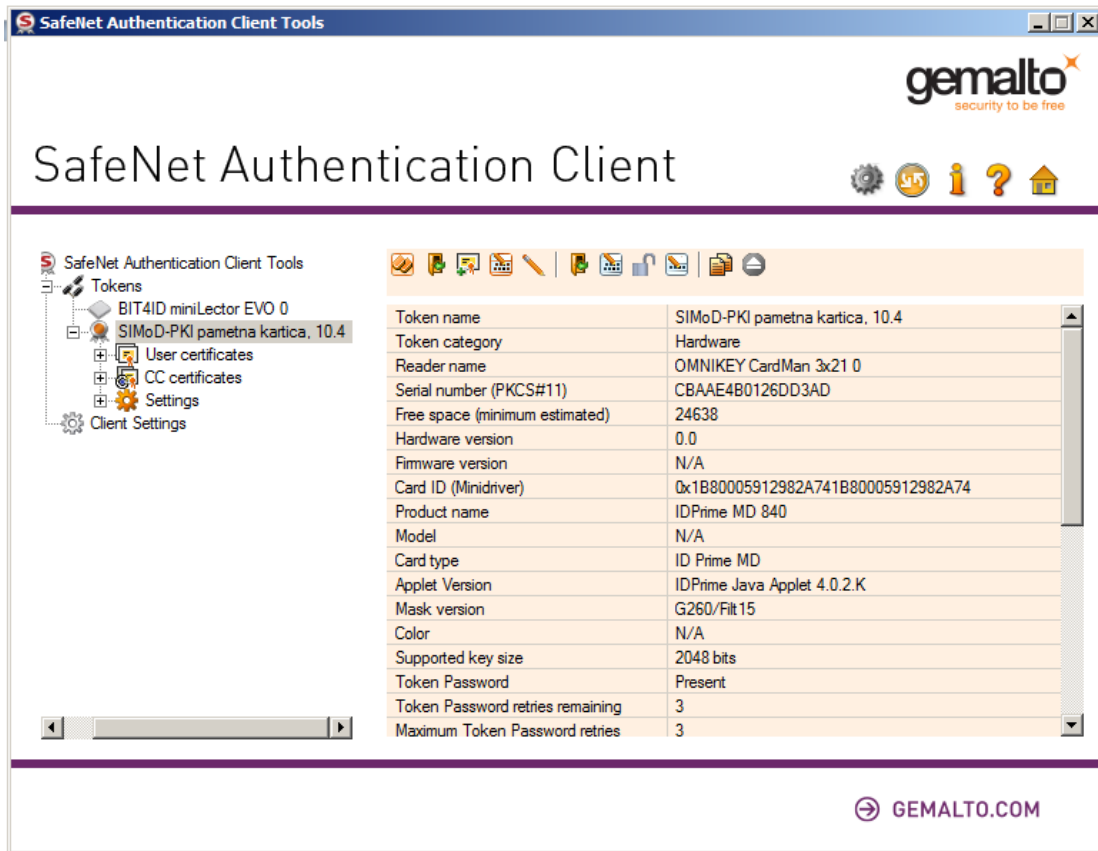 SafeNet Authentication Client Tools
gemalto
security to be free
SafeNet Authentication Client
SafeNet Authentication Client Tools
Tokens
BIT4ID miniLector EVO 0
SIMoD-PKI pametna kartica, 10.4
User certificates
CC certificates
Settings
Client Settings
Token name SIMoD-PKI pametna kartica, 10.4
Token category Hardware
Reader name OMNIKEY CardMan 3x21 0
Serial number (PKCS#11) CBAAE4B0126DD3AD
Free space (minimum estimated) 24638
Hardware version 0.0
Firmware version N/A
Card ID (Minidriver) 0x1B80005912982A741B80005912982A74
Product name IDPrime MD 840
Model N/A
Card type ID Prime MD
Applet Version IDPrime Java Applet 4.0.2.K
Mask version G260/Filt15
Color N/A
Supported key size 2048 bits
Token Password Present
Token Password retries remaining 3
Maximum Token Password retries 3
GEMALTO.COM